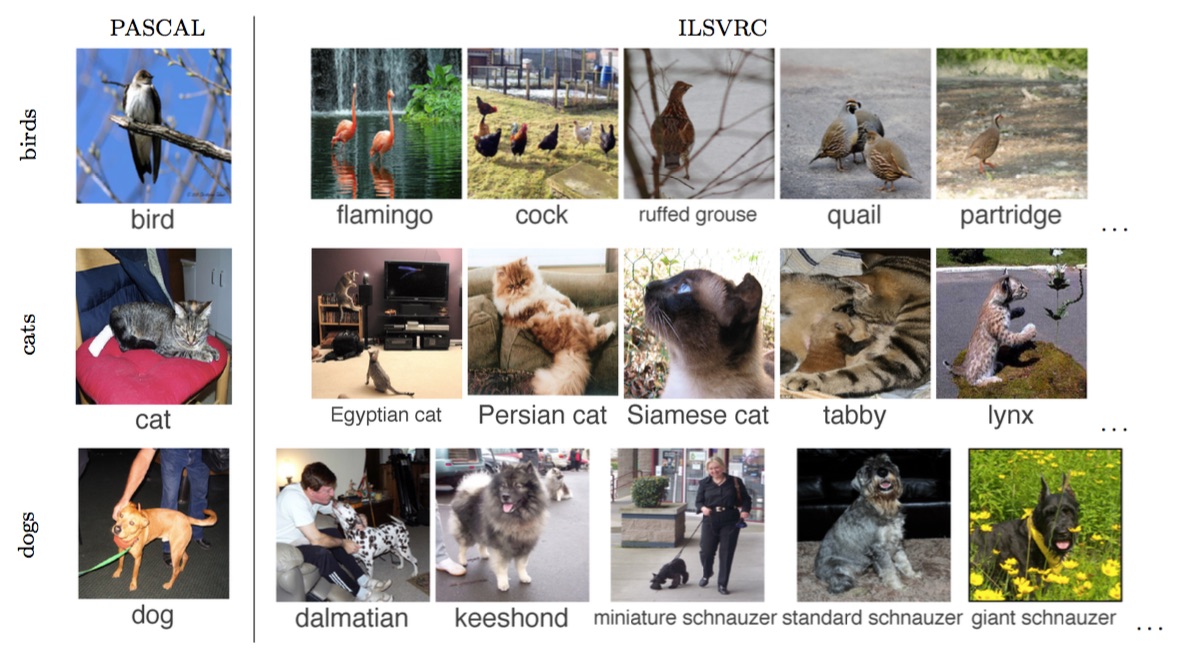 PASCAL
ILSVRC
birds
bird
flamingo
cock
ruffed grouse
quail
partridge
...
cats
cat
Egyptian cat
Persian cat
Siamese cat
tabby
lynx
...
dogs
dog
dalmatian
keeshond
miniature schnauzer
standard schnauzer
giant schnauzer
...